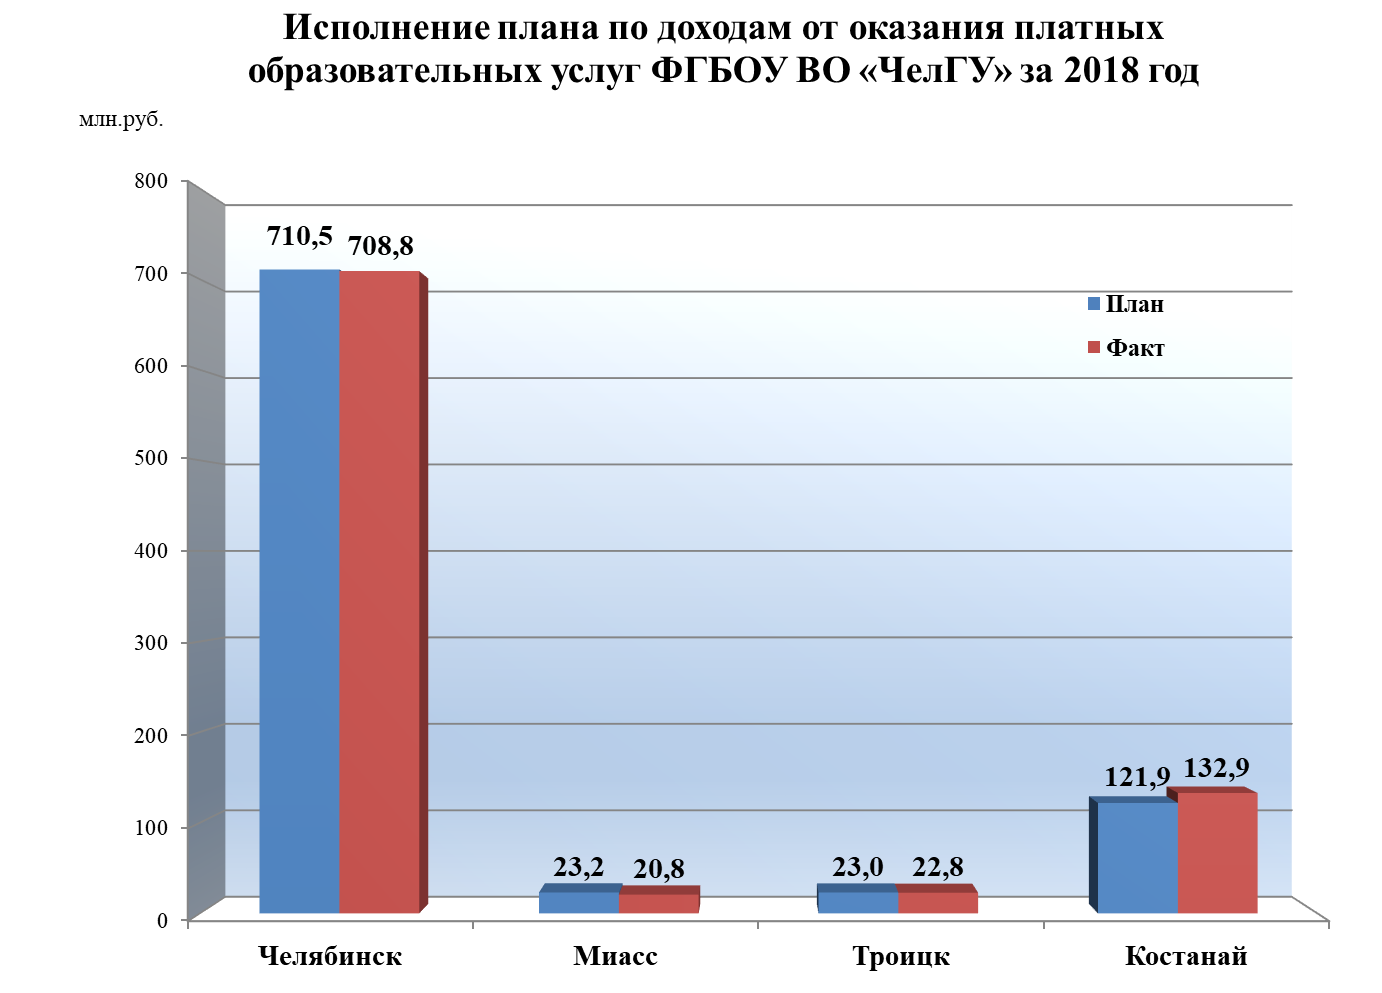 Исполнение плана по доходам от оказания платных
образовательных услуг ФГБОУ ВО «ЧелГУ» за 2018 год
млн.руб.
800
700
600
500
400
300
200
100
0
710,5
708,8
23,2
20,8
23,0
22,8
121,9
132,9
План
Факт
Челябинск
Миасс
Троицк
Костанай